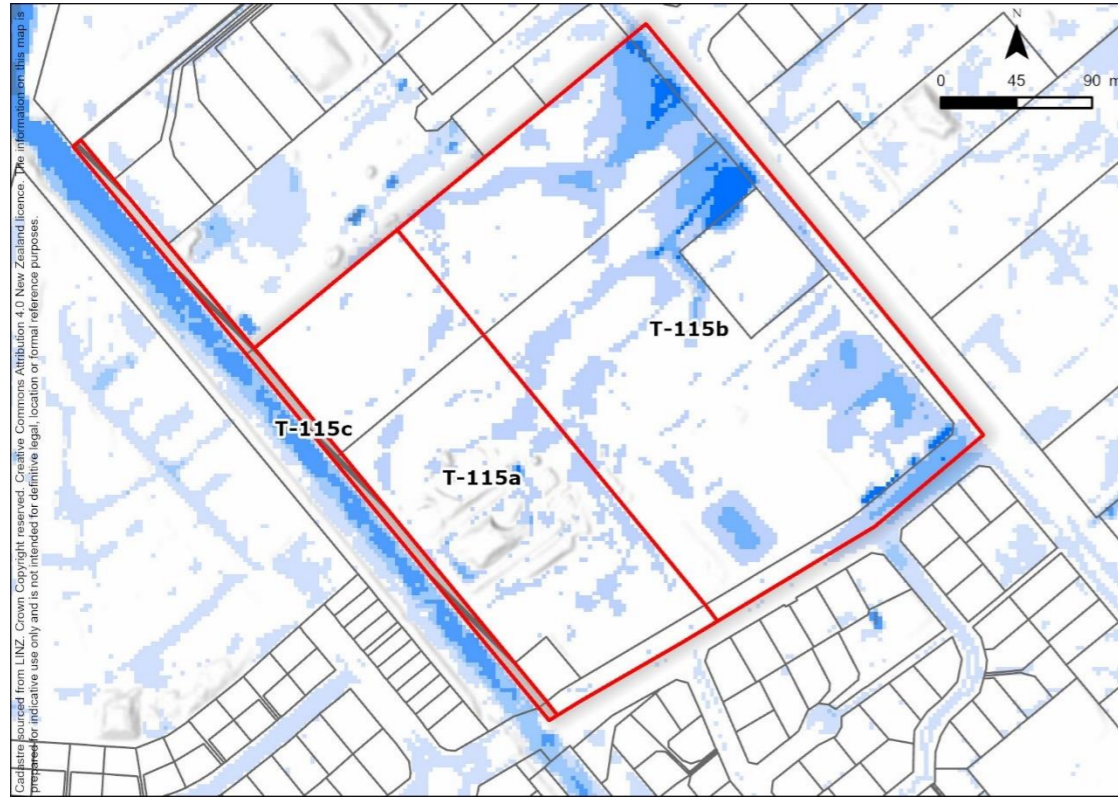 N
0 45 90 m
T-115b
T-115c
T-115a
Cadastre sourced from LINZ. Crown Copyright reserved. Creative Commons Attribution 4.0 New Zealand licence. The information on this map is
prepared for indicative use only and is not intended for definitive legal, location or formal reference purposes.